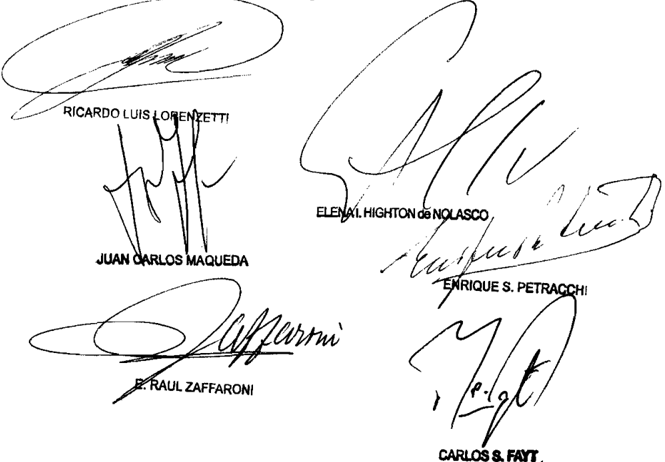 RICARDO LUIS LORENZETTI
ELENA I. HIGHTON de NOLASCO
JUAN CARLOS MAQUEDA
ENRIQUE S. PETRACCHI
Zaffaroni
E. RAUL ZAFFARONI
CARLOS S. FAYT